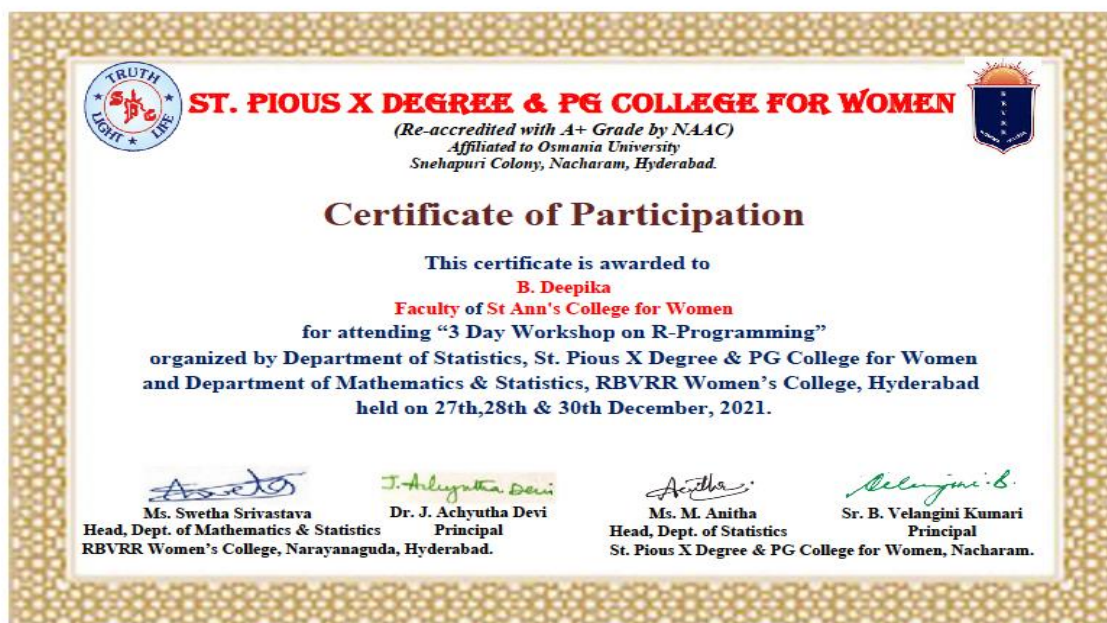 TRUTH
LIGHT ★ LIFE
ST. PIOUS X DEGREE & PG COLLEGE FOR WOMEN
(Re-accredited with A+ Grade by NAAC)
Affiliated to Osmania University
Snehapuri Colony, Nacharam, Hyderabad.
Certificate of Participation
This certificate is awarded to
B. Deepika
Faculty of St Ann's College for Women
for attending “3 Day Workshop on R-Programming”
organized by Department of Statistics, St. Pious X Degree & PG College for Women
and Department of Mathematics & Statistics, RBVRR Women’s College, Hyderabad
held on 27th,28th & 30th December, 2021.
J. Achyutha Devi
Ms. Swetha Srivastava
Head, Dept. of Mathematics & Statistics
Dr. J. Achyutha Devi
Principal
RBVRR Women’s College, Narayanaguda, Hyderabad.
Ms. M. Anitha
Head, Dept. of Statistics
Sr. B. Velangini Kumari
Principal
St. Pious X Degree & PG College for Women, Nacharam.